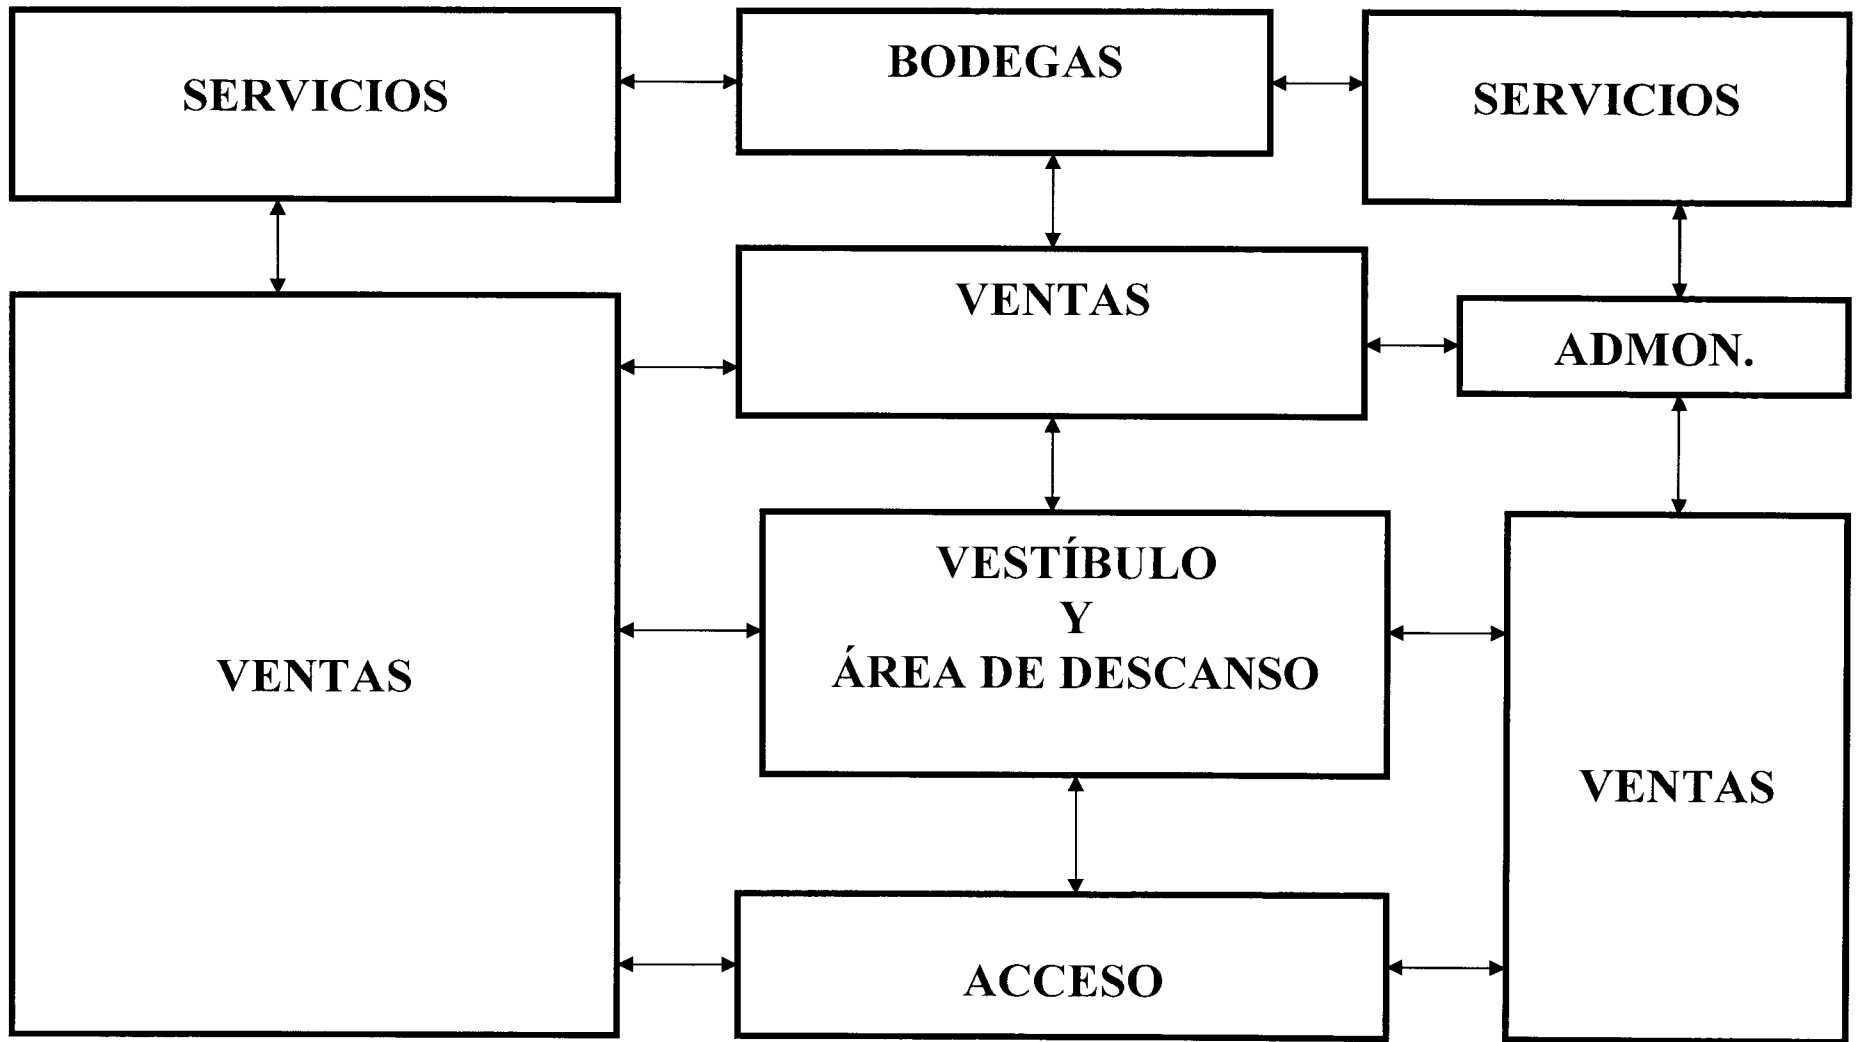 SERVICIOS
BODEGAS
SERVICIOS
VENTAS
ADMON.
VESTÍBULO
Y
ÁREA DE DESCANSO
VENTAS
VENTAS
ACCESO